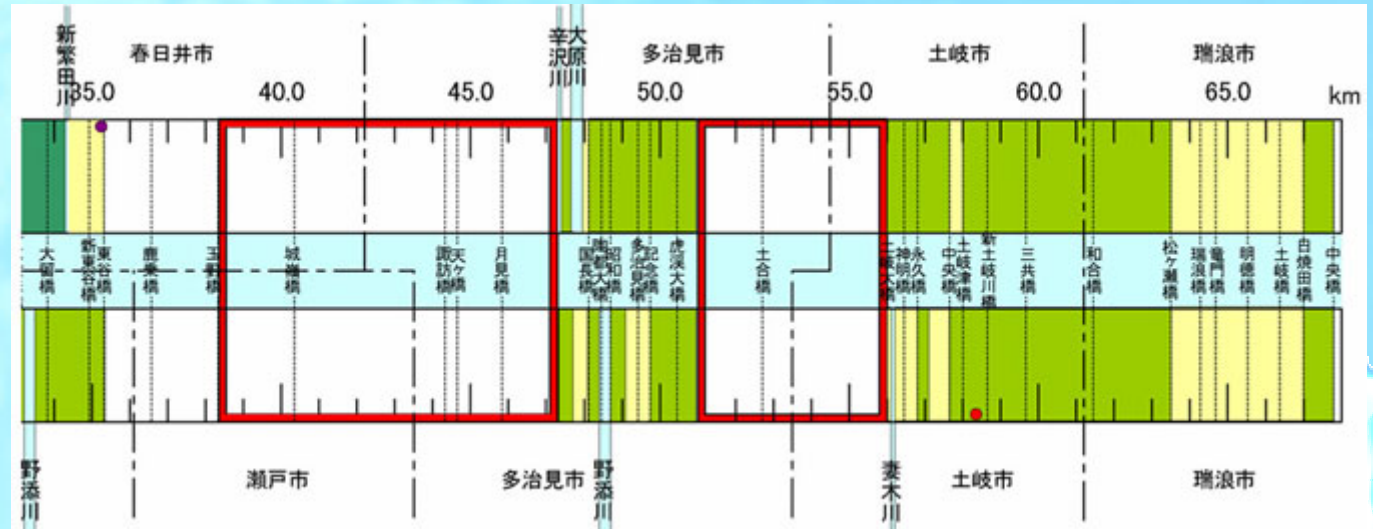 新繁田川
春日井市
辛沢川
大原川
多治見市
土岐市
瑞浪市
35.0
40.0
45.0
50.0
55.0
60.0
65.0
km
大留橋
新東谷橋
東谷橋
鹿乗橋
玉野橋
城嶺橋
諏訪橋
天ヶ橋
月見橋
国長橋
陶都大橋
昭和橋
多治見橋
記念橋
虎渓大橋
土合橋
土岐大橋
神明橋
永久橋
中央橋
土岐津橋
新土岐川橋
三共橋
和合橋
松ヶ瀬橋
瑞浪橋
竜門橋
明徳橋
土岐橋
白焼田橋
中央橋
野添川
瀬戸市
多治見市
野添川
妻木川
土岐市
瑞浪市